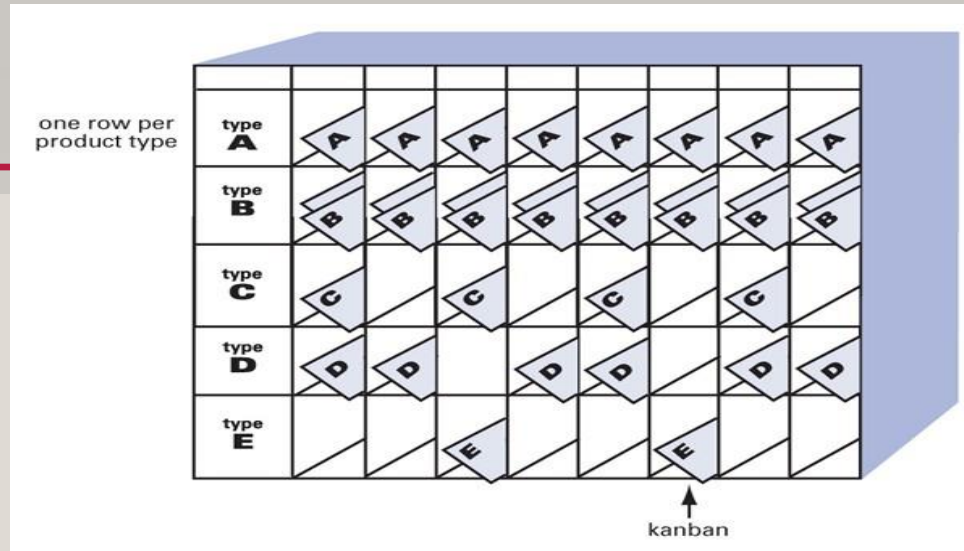 one row per
product type
type
A
A A A A A A A A
type
B
B B B B B B B B
type
C
C C C C
type
D
D D D D D D
type
E
E E
kanban